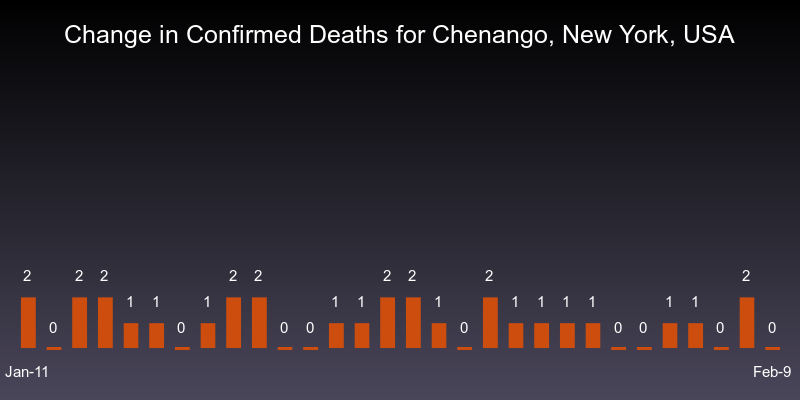 Change in Confirmed Deaths for Chenango, New York, USA
2 0 2 2 1 1 0 1 2 2 0 0 1 1 2 2 1 0 2 1 1 1 1 0 0 1 1 0 2 0
Jan-11 Feb-9